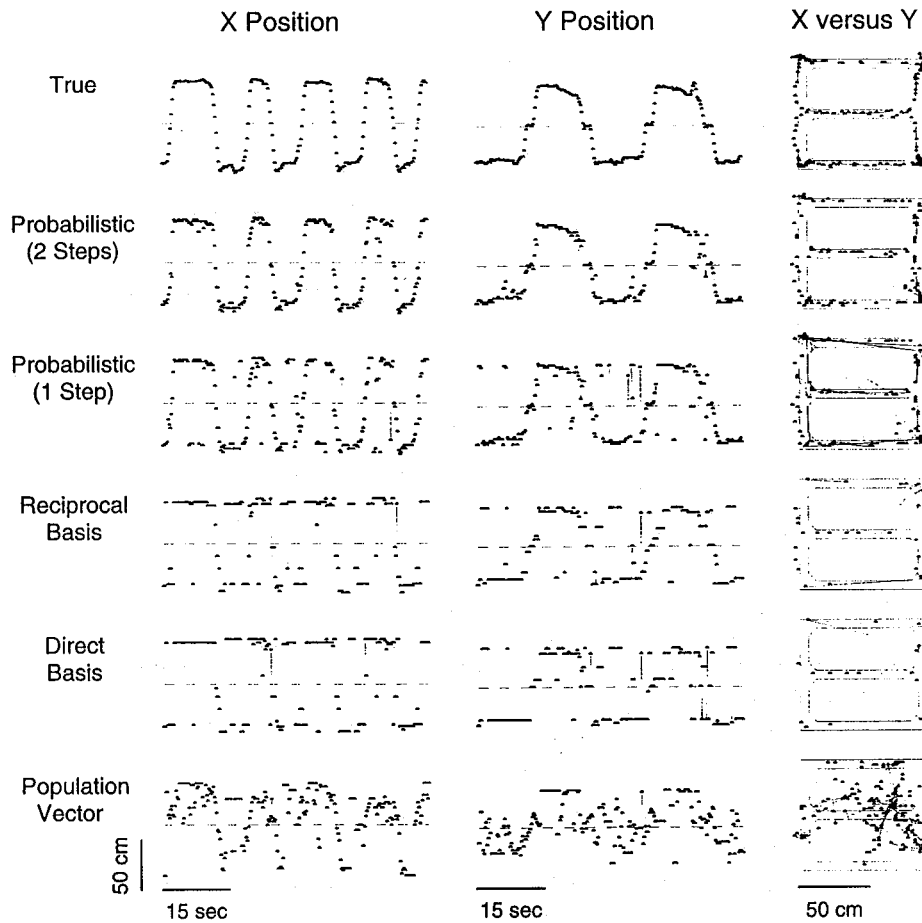 X Position
Y Position
X versus Y
True
Probabilistic
(2 Steps)
Probabilistic
(1 Step)
Reciprocal
Basis
Direct
Basis
Population
Vector
50 cm
15 sec
15 sec
50 cm